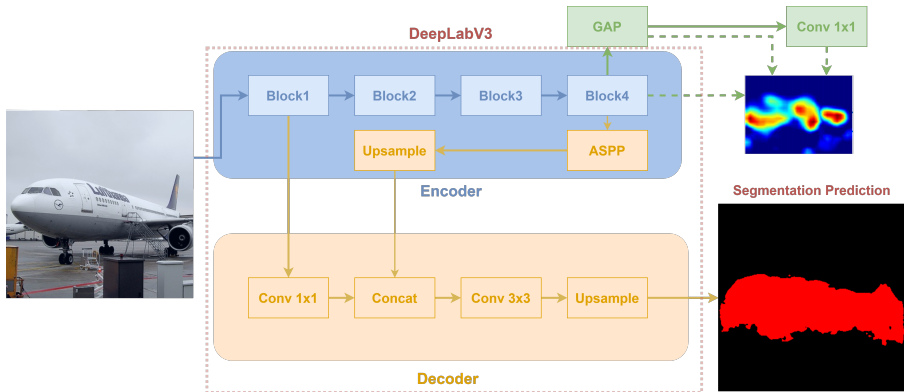 DeepLabV3
GAP
Conv 1x1
Block1
Block2
Block3
Block4
Upsample
ASPP
Encoder
Lufthansa
Segmentation Prediction
Conv 1x1
Concat
Conv 3x3
Upsample
Decoder